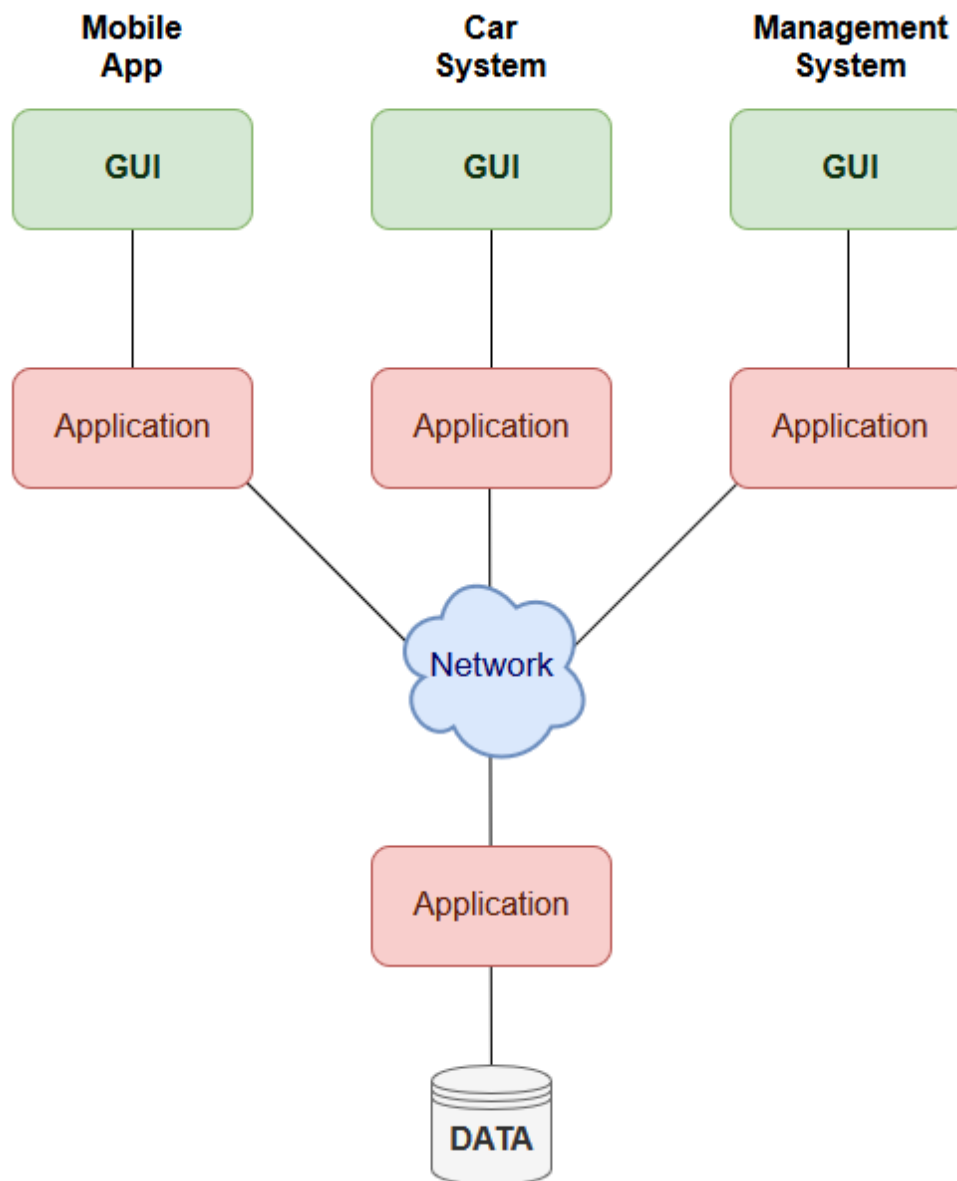 Mobile
App
Car
System
Management
System
GUI
GUI
GUI
Application
Application
Application
Network
Application
DATA